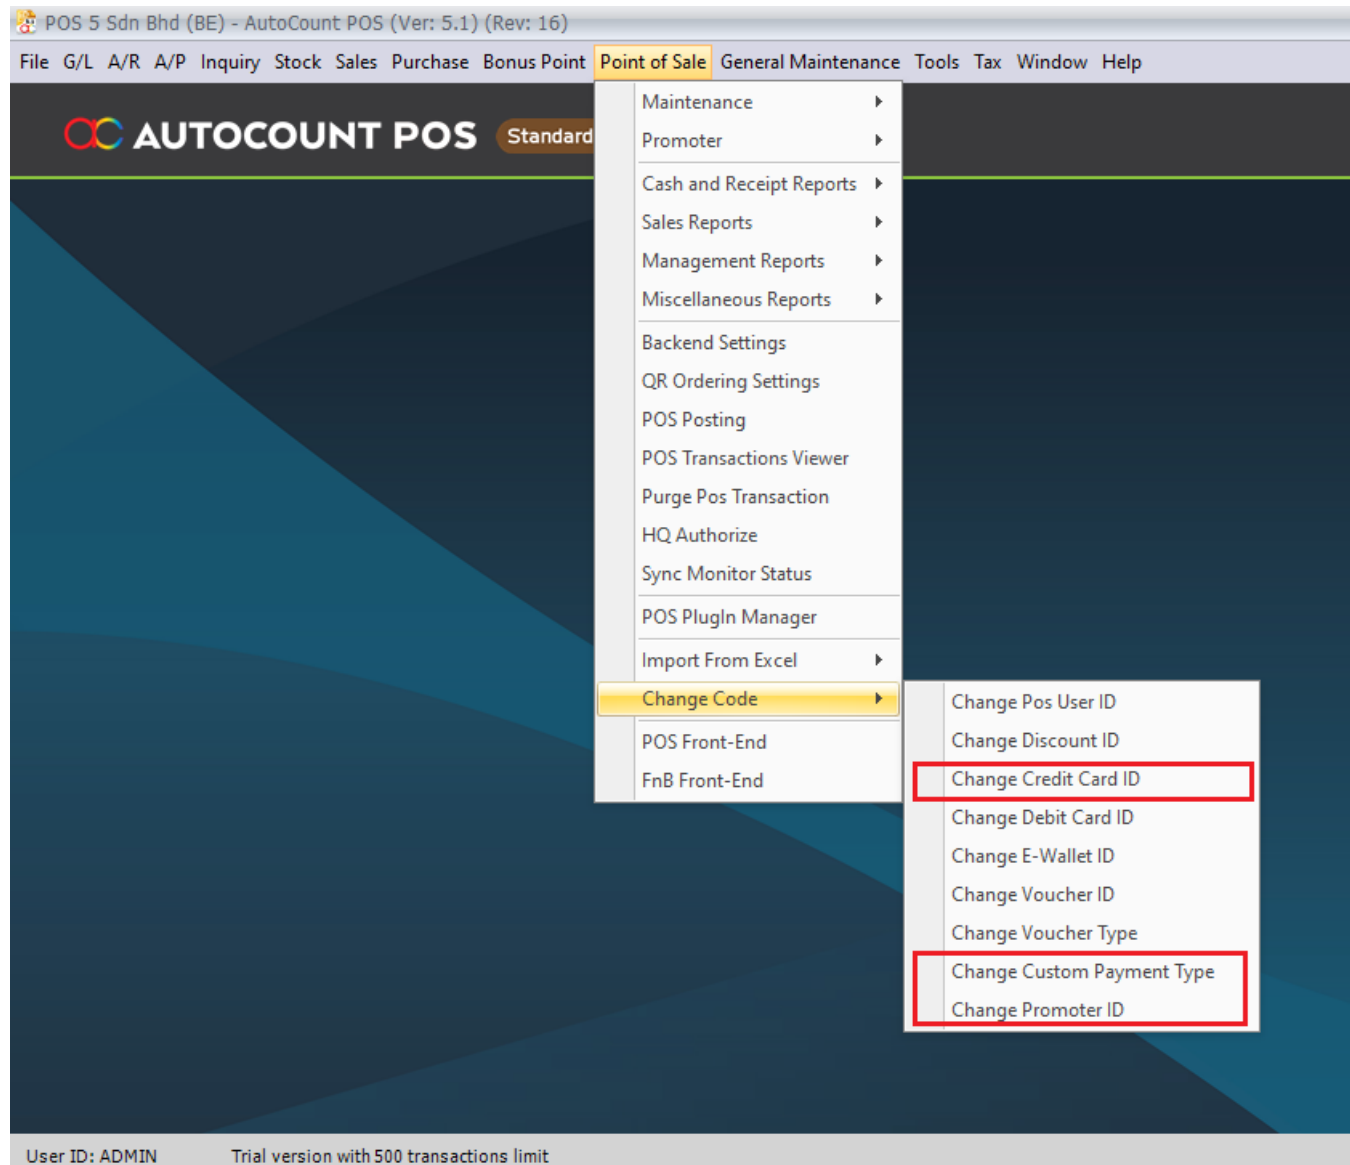 POS 5 Sdn Bhd (BE) - AutoCount POS (Ver: 5.1) (Rev: 16)
File G/L A/R A/P Inquiry Stock Sales Purchase Bonus Point Point of Sale General Maintenance Tools Tax Window Help
AUTOCOUNT POS Standard
Maintenance
Promoter
Cash and Receipt Reports
Sales Reports
Management Reports
Miscellaneous Reports
Backend Settings
QR Ordering Settings
POS Posting
POS Transactions Viewer
Purge Pos Transaction
HQ Authorize
Sync Monitor Status
POS PlugIn Manager
Import From Excel
Change Code
POS Front-End
FnB Front-End
Change Pos User ID
Change Discount ID
Change Credit Card ID
Change Debit Card ID
Change E-Wallet ID
Change Voucher ID
Change Voucher Type
Change Custom Payment Type
Change Promoter ID
User ID: ADMIN Trial version with 500 transactions limit